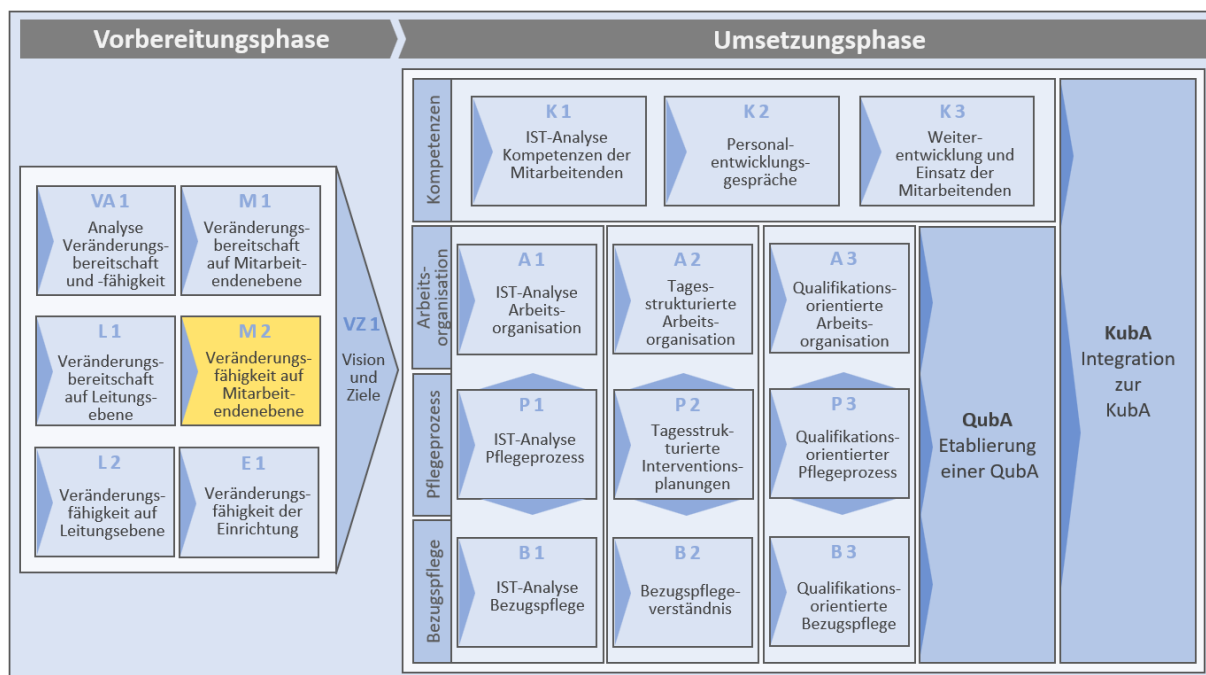 Vorbereitungsphase
Umsetzungsphase
VA 1
Analyse
Veränderungs-
bereitschaft
und -fähigkeit
M 1
Veränderungs-
bereitschaft
auf Mitarbeit-
endenebene
L 1
Veränderungs-
bereitschaft
auf Leitungs-
ebene
M 2
Veränderungs-
fähigkeit auf
Mitarbeit-
endenebene
L 2
Veränderungs-
fähigkeit auf
Leitungsebene
E 1
Veränderungs-
fähigkeit der
Einrichtung
VZ 1
Vision
und
Ziele
Kompetenzen
K 1
IST-Analyse
Kompetenzen der
Mitarbeitenden
K 2
Personal-
entwicklungs-
gespräche
K 3
Weiter-
entwicklung und
Einsatz der
Mitarbeitenden
Arbeits-
organisation
A 1
IST-Analyse
Arbeits-
organisation
A 2
Tages-
strukturierte
Arbeits-
organisation
A 3
Qualifikations-
orientierte
Arbeits-
organisation
Pflegeprozess
P 1
IST-Analyse
Pflegeprozess
P 2
Tagesstruk-
turierte
Interventions-
planungen
P 3
Qualifikations-
orientierter
Pflegeprozess
Bezugspflege
B 1
IST-Analyse
Bezugspflege
B 2
Bezugspflege-
verständnis
B 3
Qualifikations-
orientierte
Bezugspflege
QubA
Etablierung
einer QubA
KubA
Integration
zur
KubA